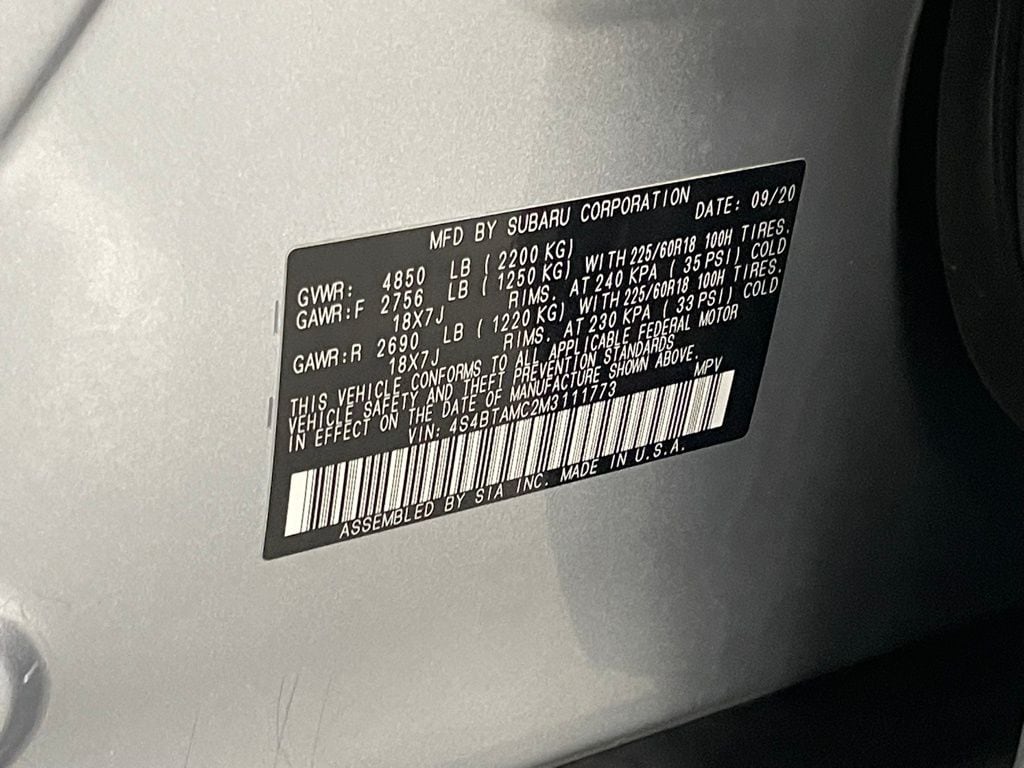 MFD BY SUBARU CORPORATION DATE: 09/20
GVWR: 4850 LB ( 2200 KG)
GAWR:F 2756 LB ( 1250 KG) WITH 225/60R18 100H TIRES,
18X7J RIMS, AT 240 KPA ( 35 PSI) COLD
GAWR:R 2690 LB ( 1220 KG) WITH 225/60R18 100H TIRES,
18X7J RIMS, AT 230 KPA ( 33 PSI) COLD
THIS VEHICLE CONFORMS TO ALL APPLICABLE FEDERAL MOTOR
VEHICLE SAFETY AND THEFT PREVENTION STANDARDS
IN EFFECT ON THE DATE OF MANUFACTURE SHOWN ABOVE.
VIN: 4S4BTAMC2M3111773 MPV
ASSEMBLED BY SIA INC. MADE IN U.S.A.